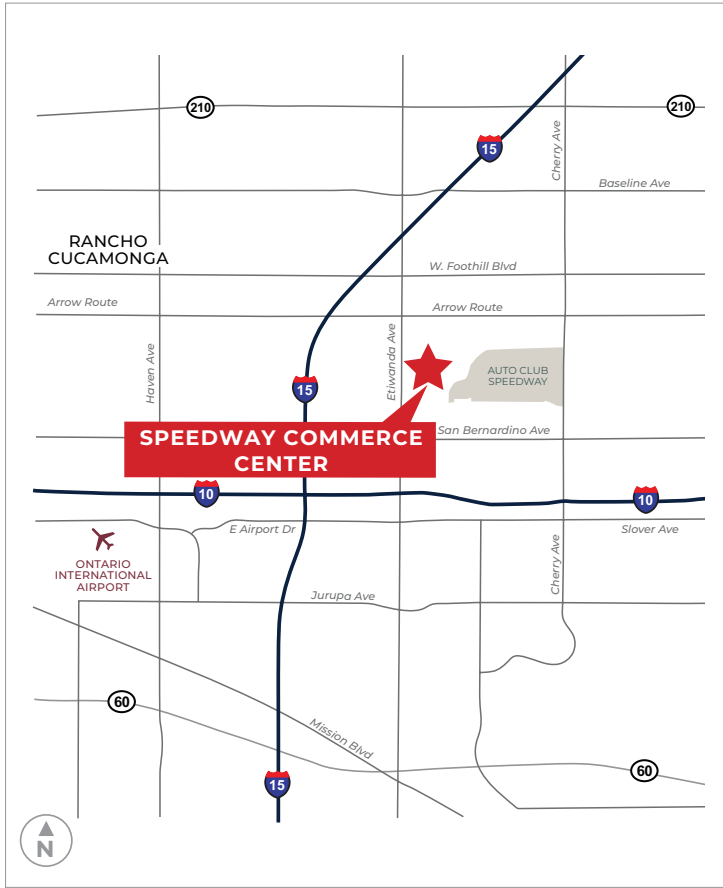 210
210
15
Cherry Ave
Baseline Ave
RANCHO
CUCAMONGA
W. Foothill Blvd
Arrow Route
Arrow Route
Haven Ave
Etiwanda Ave
AUTO CLUB
SPEEDWAY
15
San Bernardino Ave
SPEEDWAY COMMERCE
CENTER
10
10
E Airport Dr
Slover Ave
ONTARIO
INTERNATIONAL
AIRPORT
Cherry Ave
Jurupa Ave
60
Mission Blvd
60
15
N